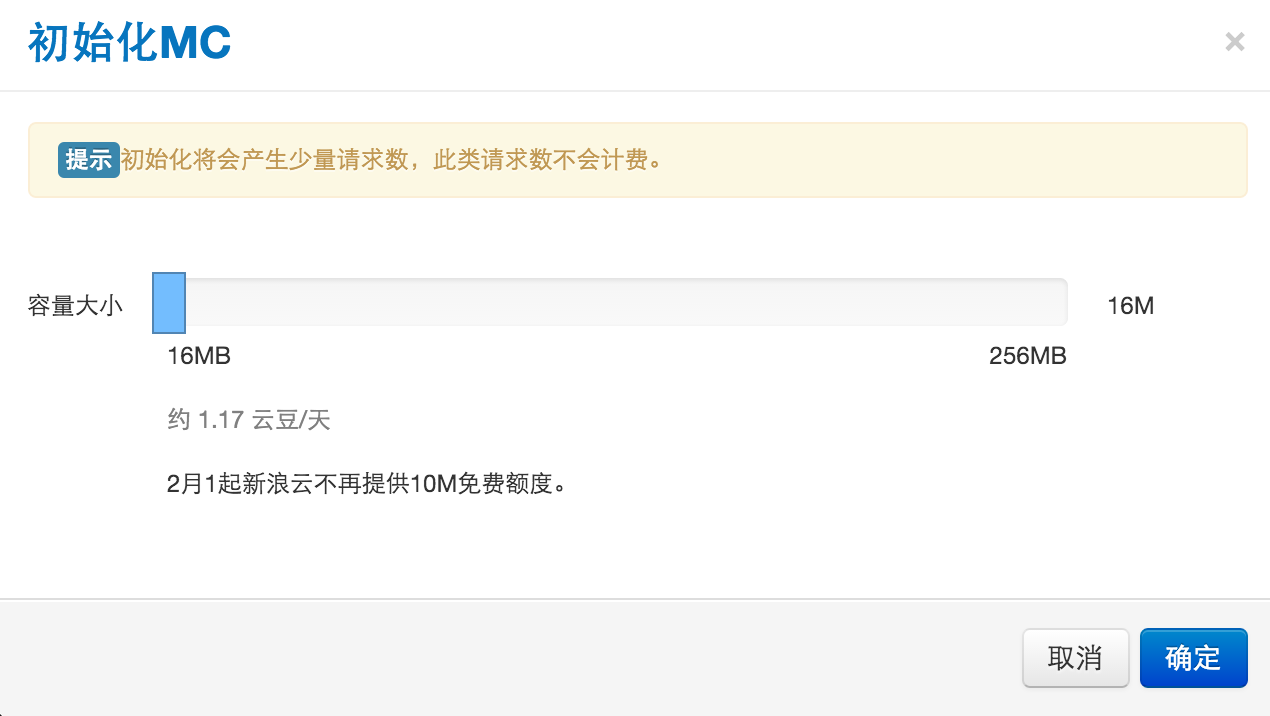 初始化MC
×
提示初始化将会产生少量请求数，此类请求数不会计费。
容量大小
16M
16MB
256MB
约 1.17 云豆/天
2月1起新浪云不再提供10M免费额度。
取消
确定